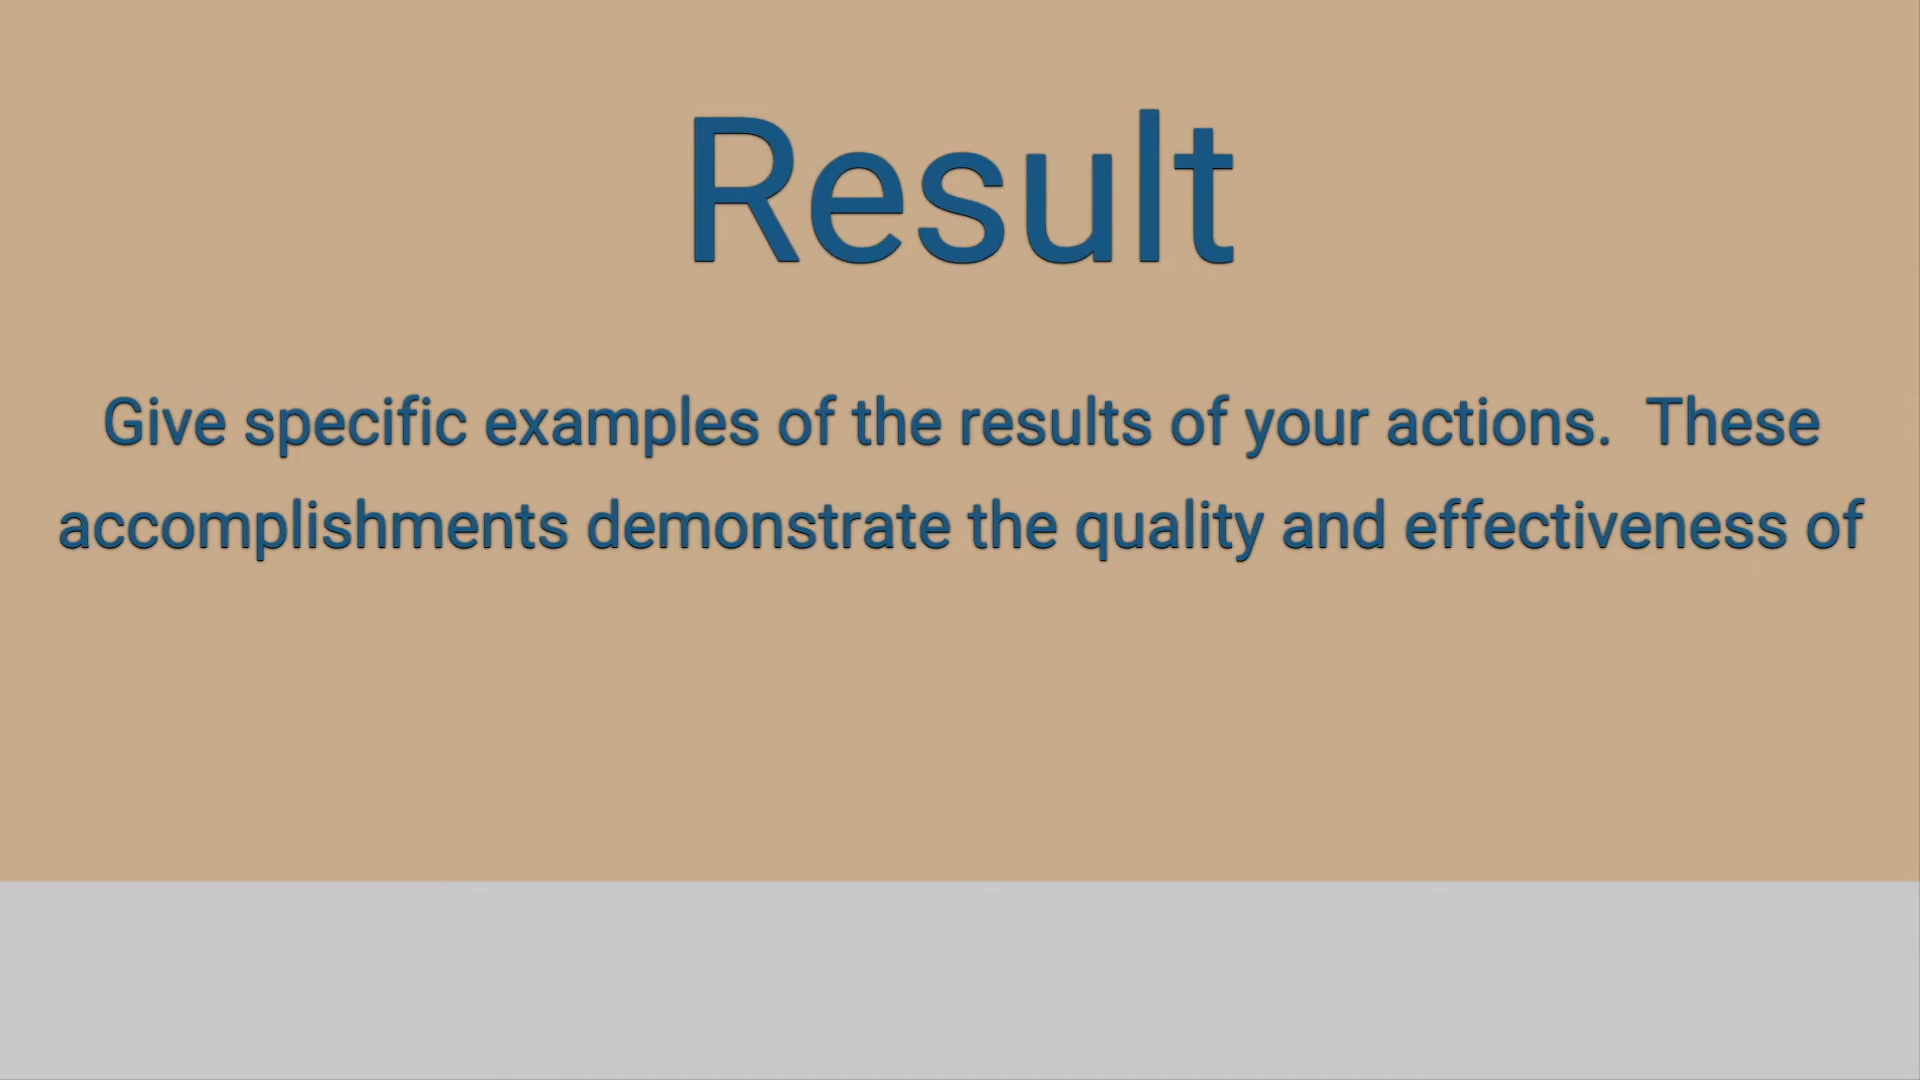 Result
Give specific examples of the results of your actions.  These
accomplishments demonstrate the quality and effectiveness of